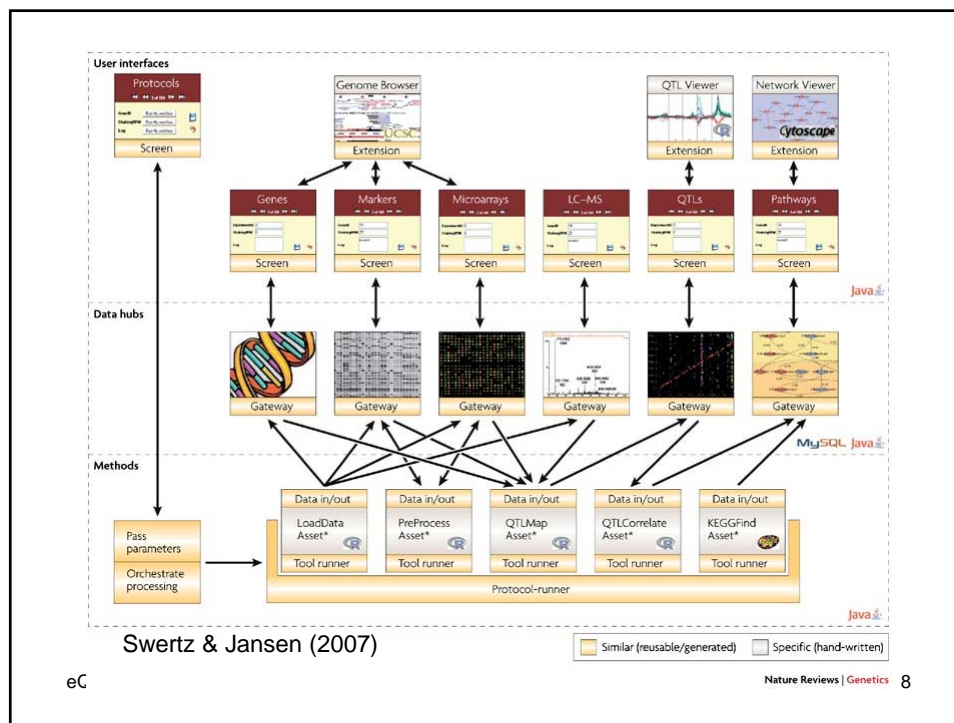 User interfaces
Protocols
Screen
Genome Browser
UCSC
Extension
QTL Viewer
R
Extension
Network Viewer
Cytoscape
Extension
Genes
Screen
Markers
Screen
Microarrays
Screen
LC–MS
Screen
QTLs
Screen
Pathways
Screen
Java
Data hubs
Gateway
Gateway
Gateway
Gateway
Gateway
Gateway
MySQL Java
Methods
Pass
parameters
Orchestrate
processing
Data in/out
LoadData
Asset*
R
Tool runner
Data in/out
PreProcess
Asset*
R
Tool runner
Data in/out
QTLMap
Asset*
R
Tool runner
Data in/out
QTLCorrelate
Asset*
R
Tool runner
Data in/out
KEGGFind
Asset*
Tool runner
Protocol-runner
Java
Swertz & Jansen (2007)
Similar (reusable/generated)
Specific (hand-written)
eQ
Nature Reviews | Genetics
8